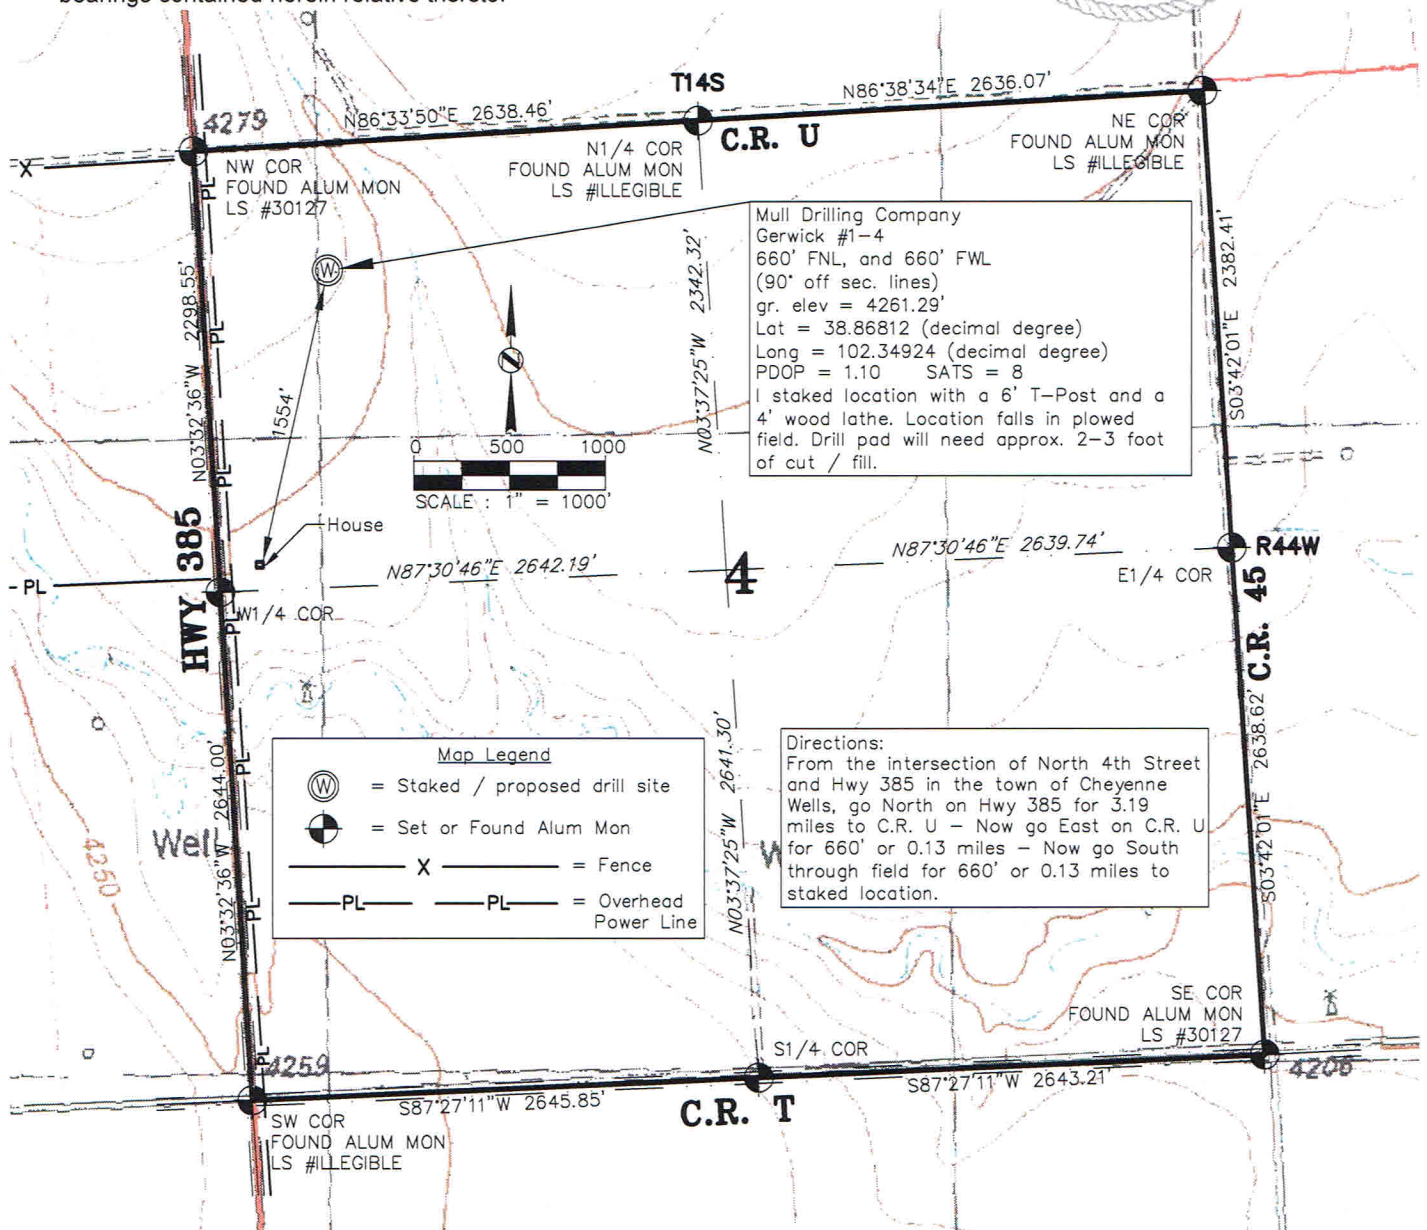 T14S
N86°33'50"E 2638.46'
N86°38'34"E 2636.07'
4279
C.R. U
NW COR
FOUND ALUM MON
LS #30127
N1/4 COR
FOUND ALUM MON
LS #ILLEGIBLE
NE COR
FOUND ALUM MON
LS #ILLEGIBLE
X
PL
W
Mull Drilling Company
Gerwick #1-4
660' FNL, and 660' FWL
(90° off sec. lines)
gr. elev = 4261.29'
Lat = 38.86812 (decimal degree)
Long = 102.34924 (decimal degree)
PDOP = 1.10 SATS = 8
I staked location with a 6' T-Post and a
4' wood lathe. Location falls in plowed
field. Drill pad will need approx. 2-3 foot
of cut / fill.
N03°32'36"W 2298.55'
PL
PL
PL
1554'
N03°37'25"W 2342.32'
S03°42'01"E 2382.41'
N
0 500 1000
SCALE : 1" = 1000'
House
HWY 385
PL
N87°30'46"E 2642.19'
4
N87°30'46"E 2639.74'
R44W
E1/4 COR
W1/4 COR
PL
C.R. 45
N03°32'36"W 2644.00'
PL
PL
PL
Well
4250
Map Legend
W = Staked / proposed drill site
= Set or Found Alum Mon
X = Fence
PL PL = Overhead
Power Line
N03°37'25"W 2641.30'
W
Directions:
From the intersection of North 4th Street
and Hwy 385 in the town of Cheyenne
Wells, go North on Hwy 385 for 3.19
miles to C.R. U - Now go East on C.R. U
for 660' or 0.13 miles - Now go South
through field for 660' or 0.13 miles to
staked location.
S03°42'01"E 2638.62'
SE COR
FOUND ALUM MON
LS #30127
S1/4 COR
4259
4206
S87°27'11"W 2645.85'
S87°27'11"W 2643.21'
C.R. T
SW COR
FOUND ALUM MON
LS #ILLEGIBLE